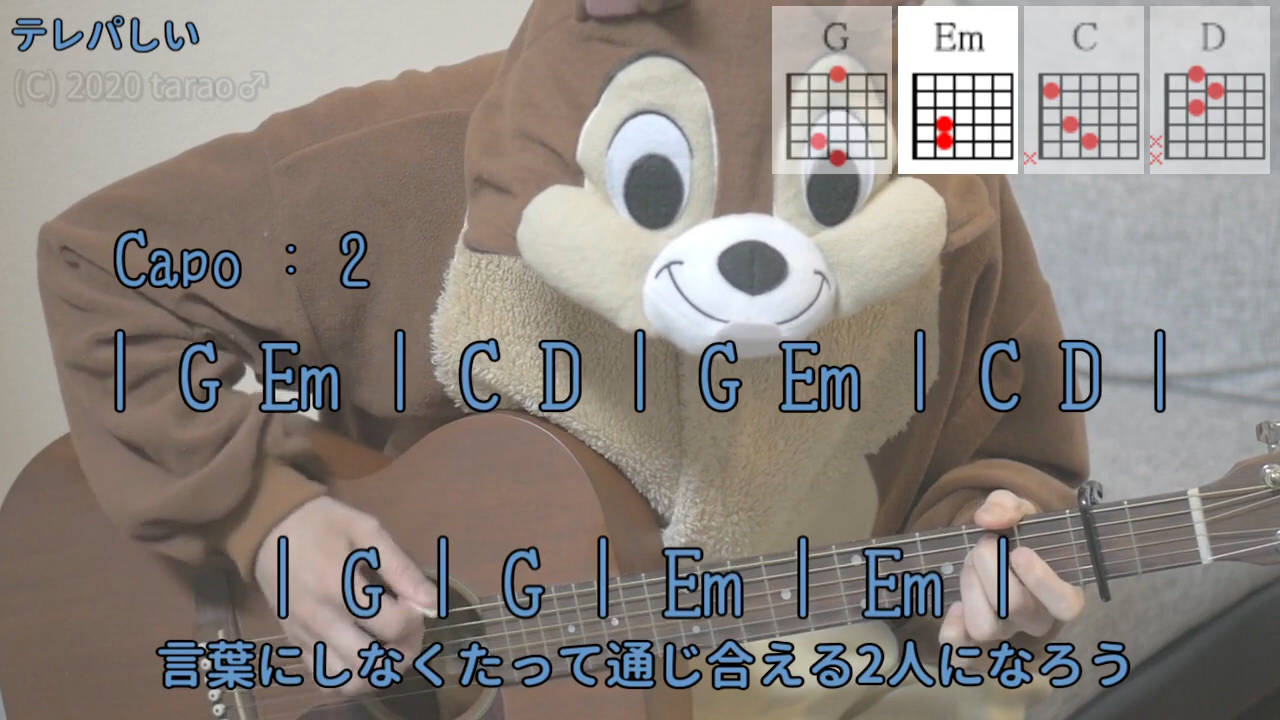 テレパしい
(C) 2020 tarao♂
G Em C D
Capo : 2
| G Em | C D | G Em | C D |
| G | G | Em | Em |
言葉にしなくたって通じ合える2人になろう